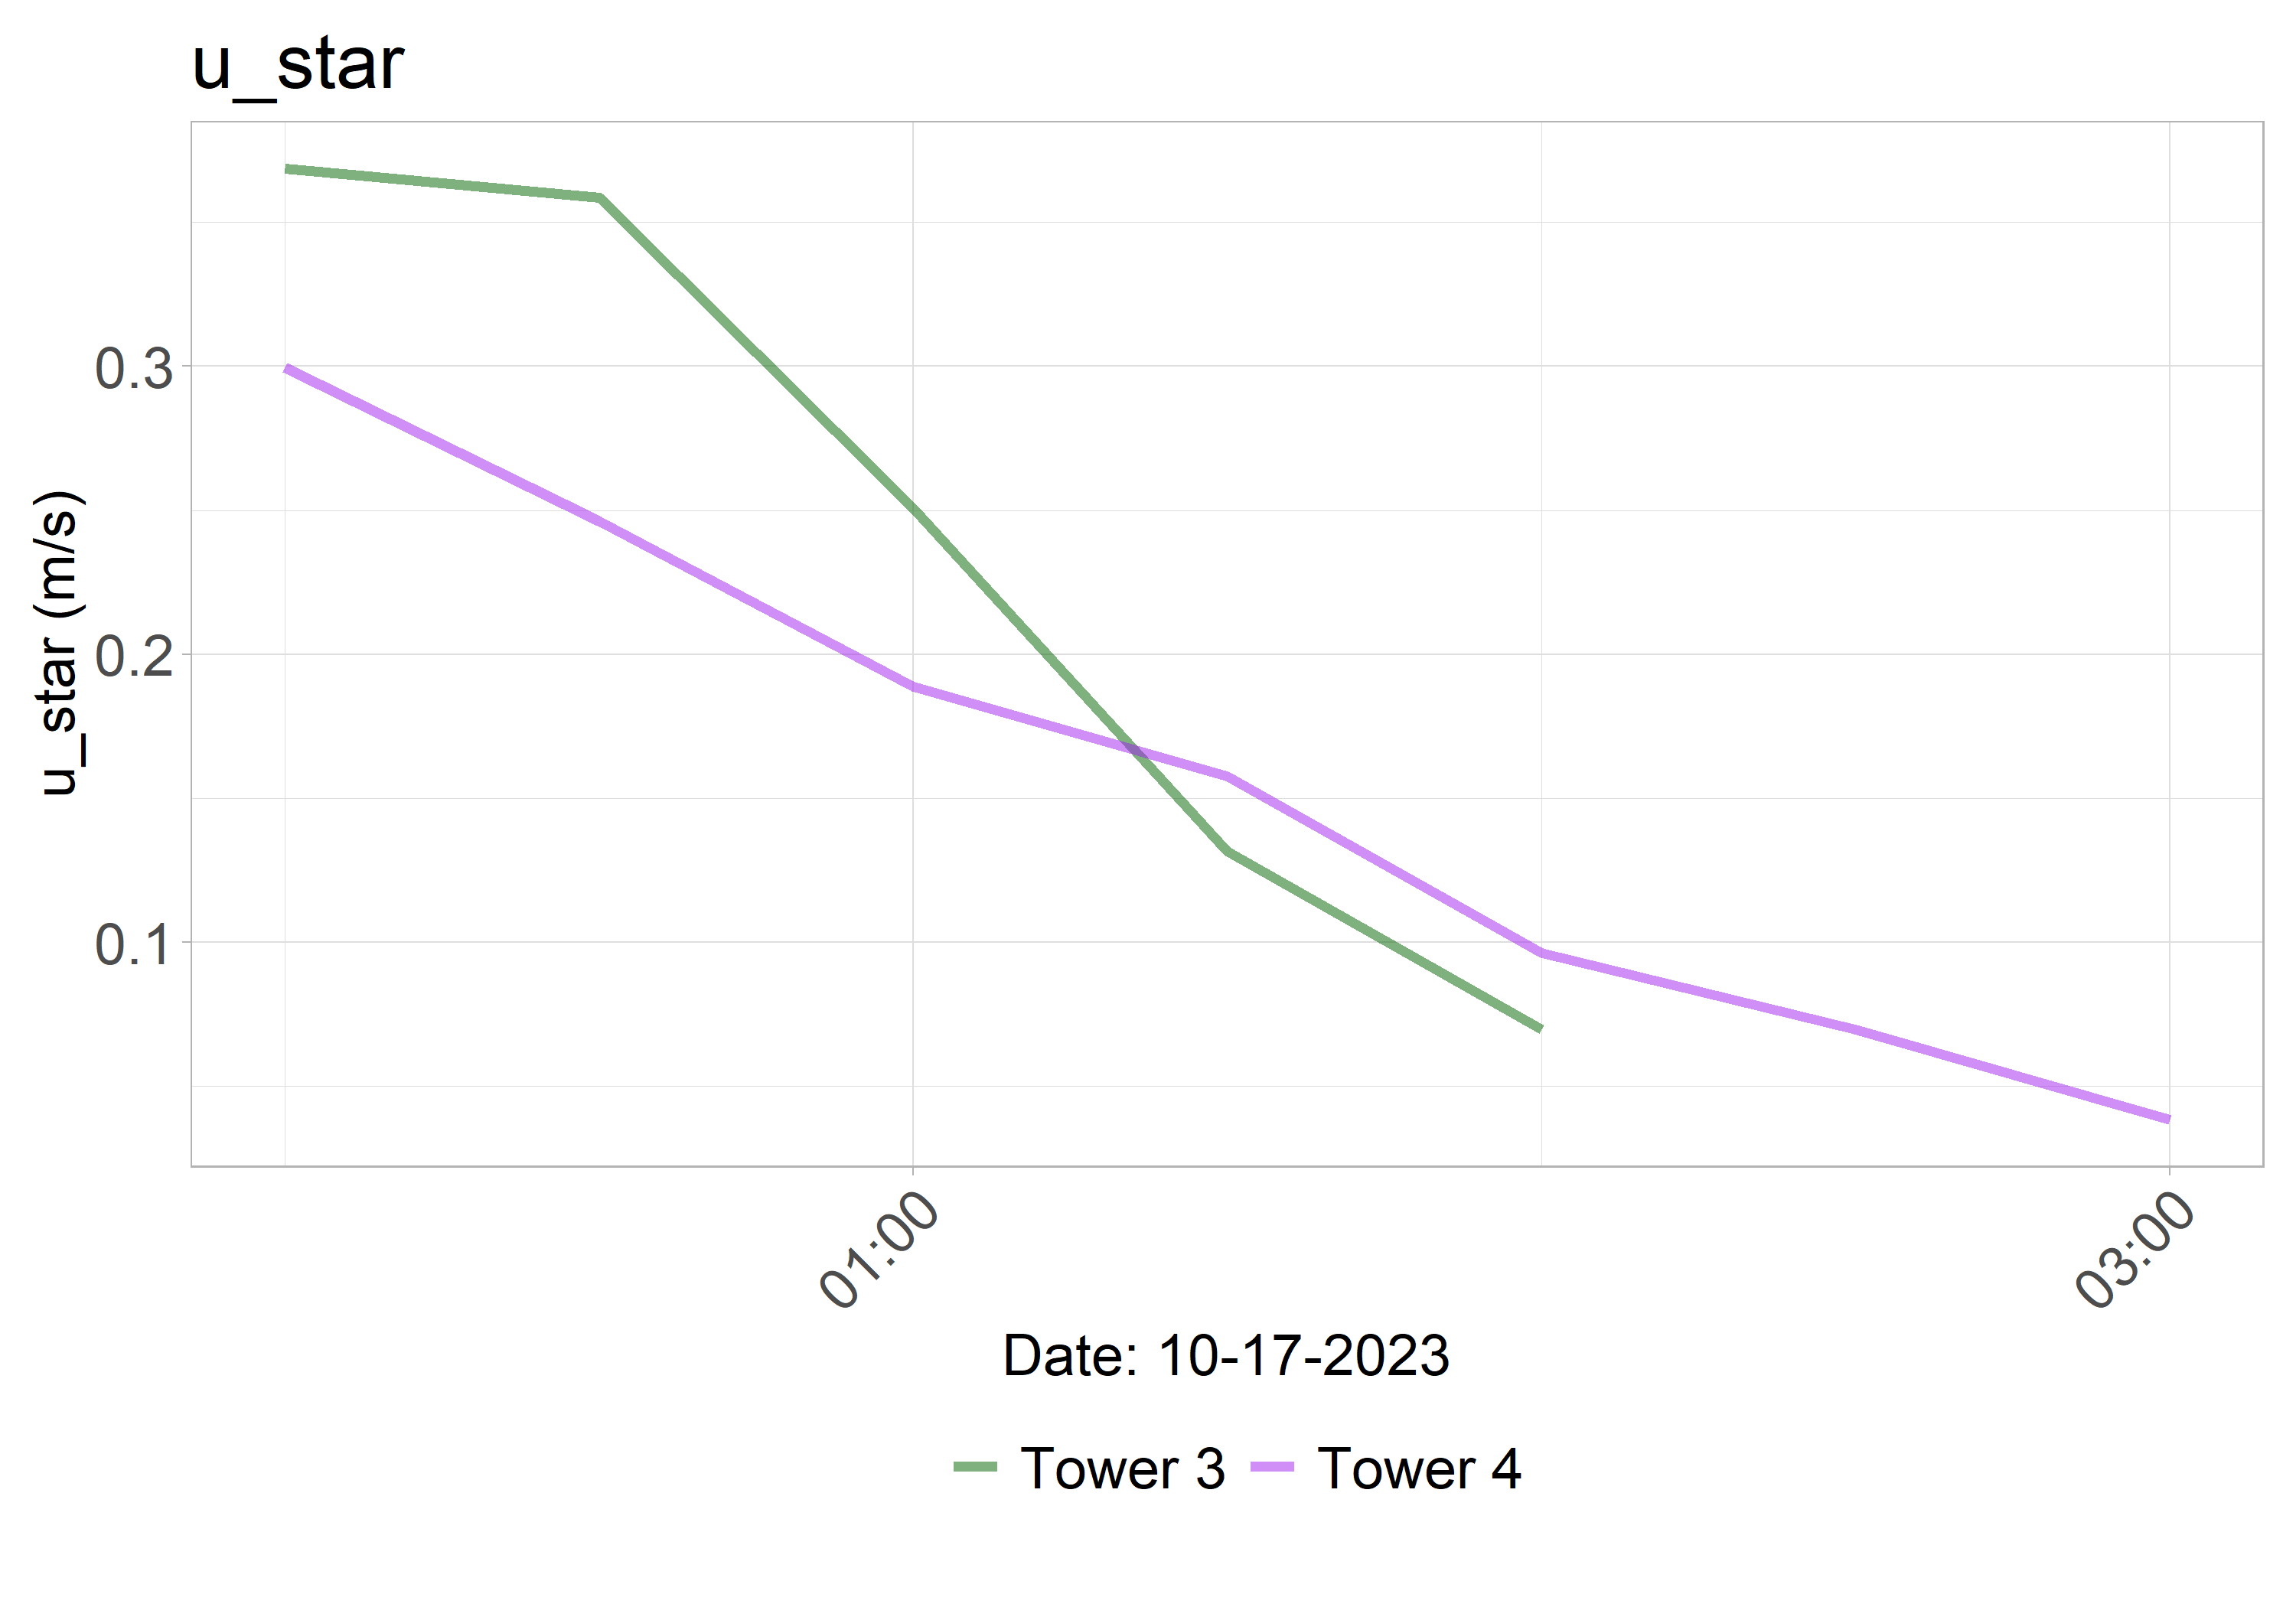 u_star
u_star (m/s)
0.3
0.2
0.1
01:00
03:00
Date: 10-17-2023
Tower 3
Tower 4